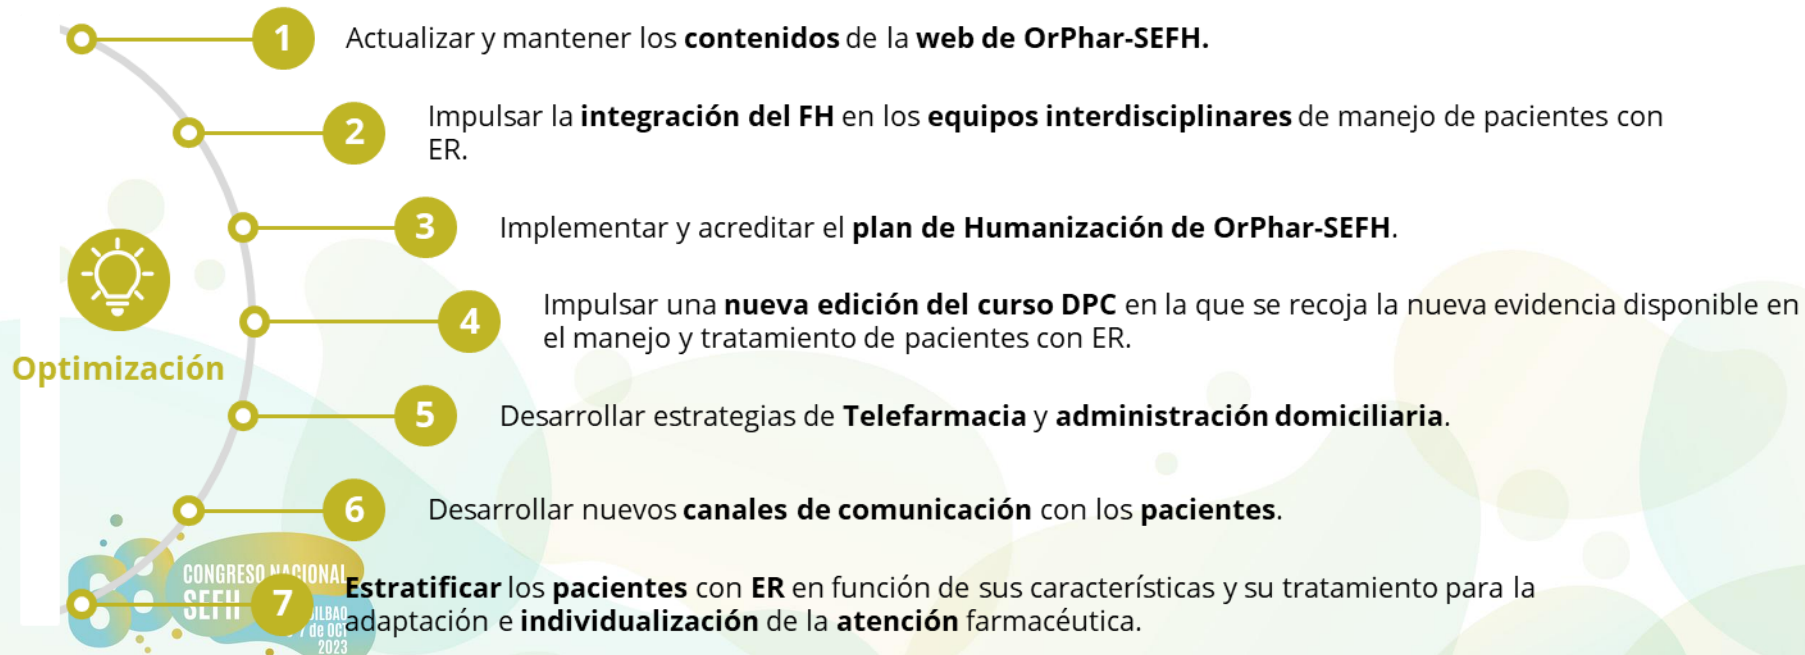 1 Actualizar y mantener los contenidos de la web de OrPhar-SEFH.
2 Impulsar la integración del FH en los equipos interdisciplinares de manejo de pacientes con
ER.
3 Implementar y acreditar el plan de Humanización de OrPhar-SEFH.
4 Impulsar una nueva edición del curso DPC en la que se recoja la nueva evidencia disponible en
el manejo y tratamiento de pacientes con ER.
Optimización
5 Desarrollar estrategias de Telefarmacia y administración domiciliaria.
6 Desarrollar nuevos canales de comunicación con los pacientes.
68
CONGRESO NACIONAL
SEFH
BILBAO
7 de OCT
2023
7 Estratificar los pacientes con ER en función de sus características y su tratamiento para la
adaptación e individualización de la atención farmacéutica.